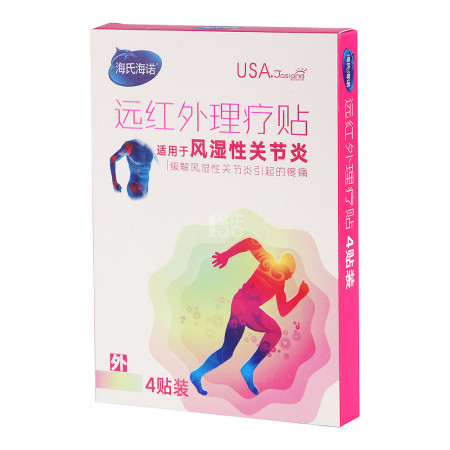 海氏海诺
USA.Jasiphe
远红外理疗贴
适用于风湿性关节炎
缓解风湿性关节炎引起的疼痛
外
4贴装
远红外理疗贴 4贴装